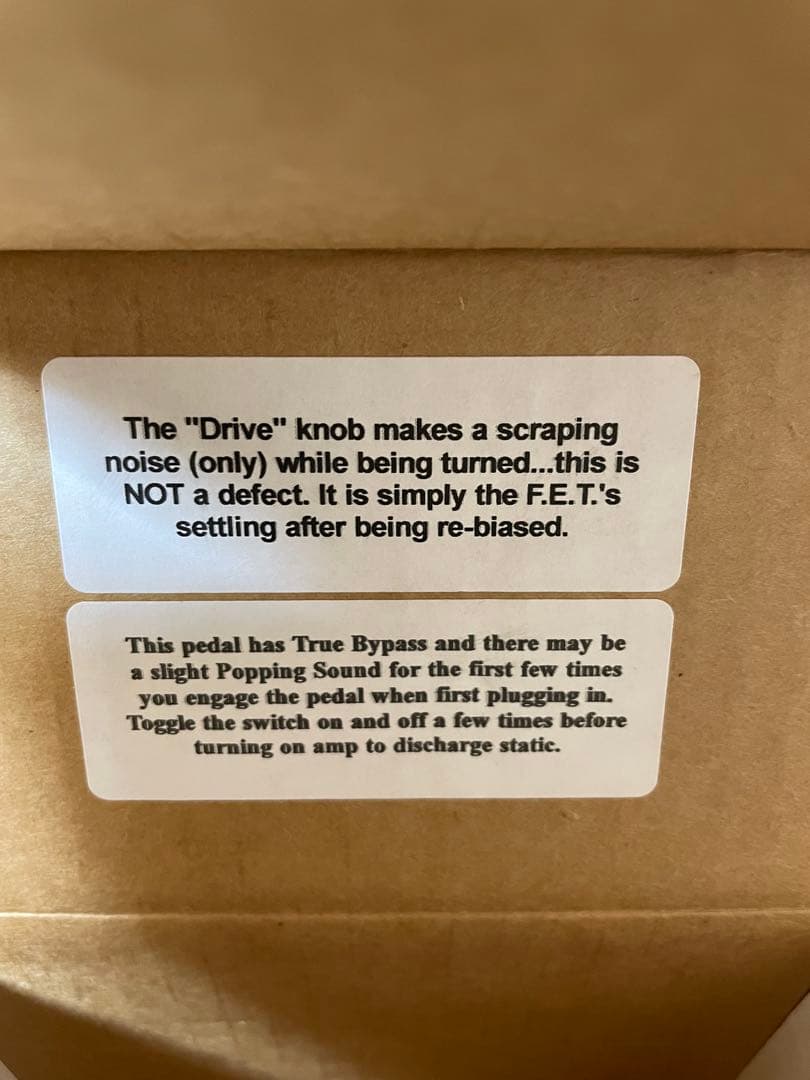 The "Drive" knob makes a scraping
noise (only) while being turned...this is
NOT a defect. It is simply the F.E.T.'s
settling after being re-biased.
This pedal has True Bypass and there may be
a slight Popping Sound for the first few times
you engage the pedal when first plugging in.
Toggle the switch on and off a few times before
turning on amp to discharge static.